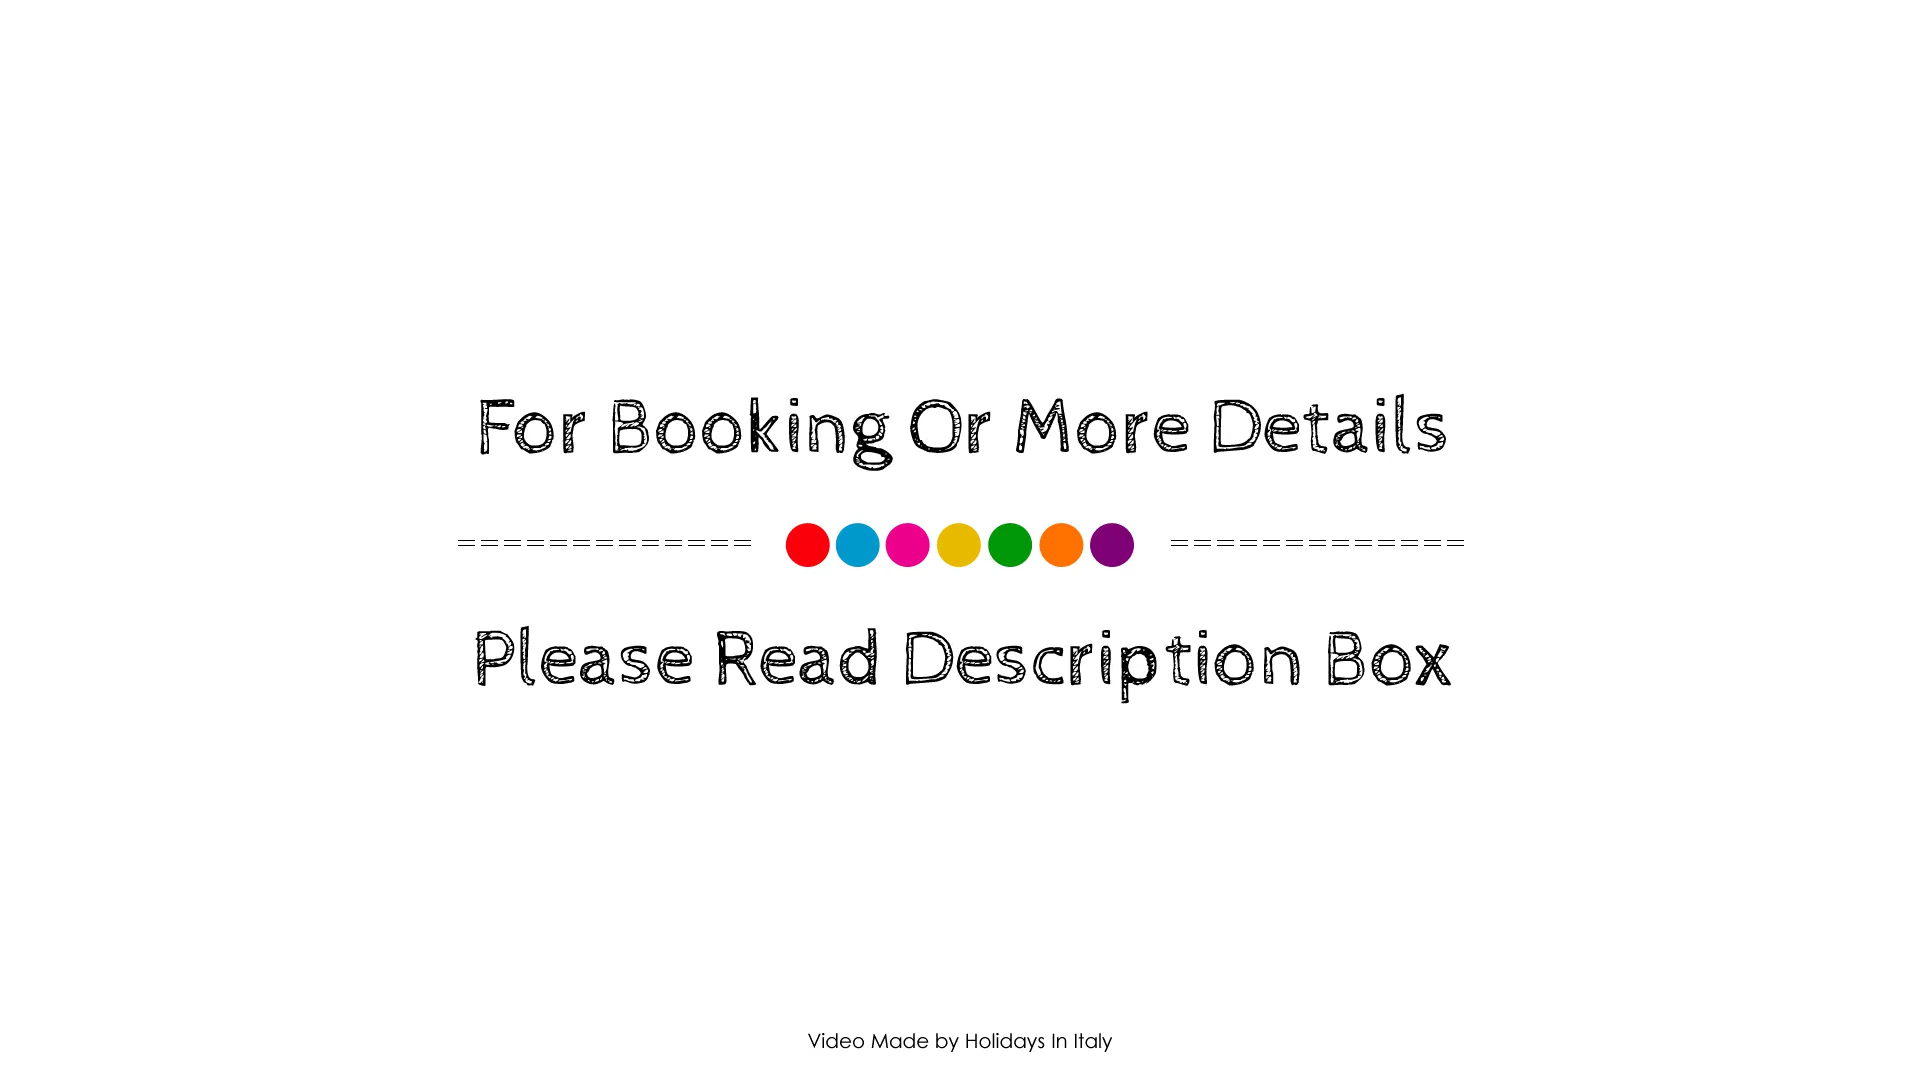 For Booking Or More Details
============= =============
Please Read Description Box
Video Made by Holidays In Italy